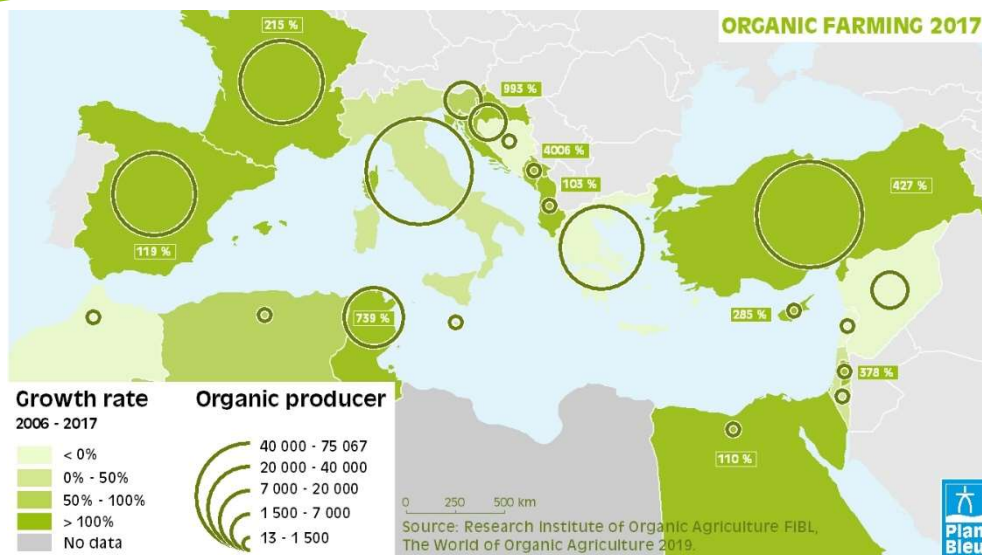 ORGANIC FARMING 2017
215 %
993 %
4006 %
103 %
427 %
119 %
739 %
285 %
378 %
110 %
Growth rate
2006 - 2017
< 0%
0% - 50%
50% - 100%
> 100%
No data
Organic producer
40 000 - 75 067
20 000 - 40 000
7 000 - 20 000
1 500 - 7 000
13 - 1 500
0 250 500 km
Source: Research Institute of Organic Agriculture FIBL,
The World of Organic Agriculture 2019.
Plan
Bleu